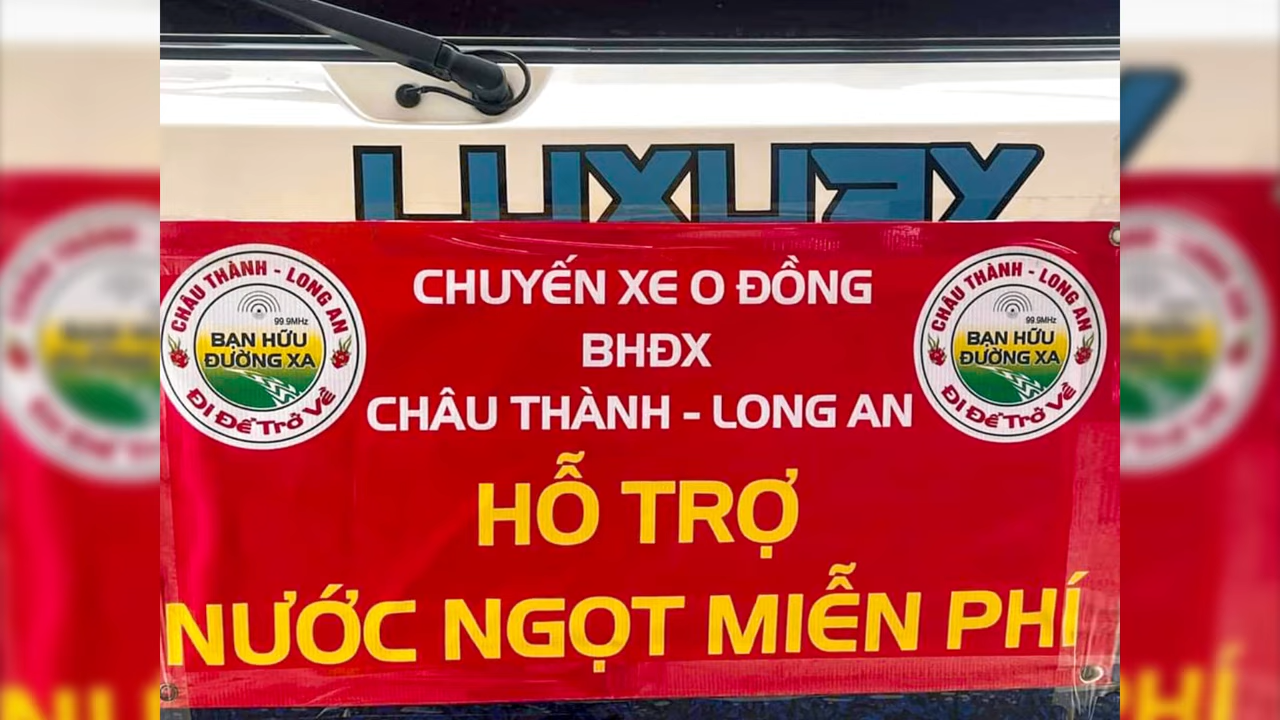 LUXURY
CHUYẾN XE O ĐỒNG
BHĐX
CHÂU THÀNH - LONG AN
HỖ TRỢ
NƯỚC NGỌT MIỄN PHÍ
CHÂU THÀNH - LONG AN
99.9MHz
BẠN HỮU
ĐƯỜNG XA
ĐI ĐỂ TRỞ VỀ
CHÂU THÀNH - LONG AN
99.9MHz
BẠN HỮU
ĐƯỜNG XA
ĐI ĐỂ TRỞ VỀ